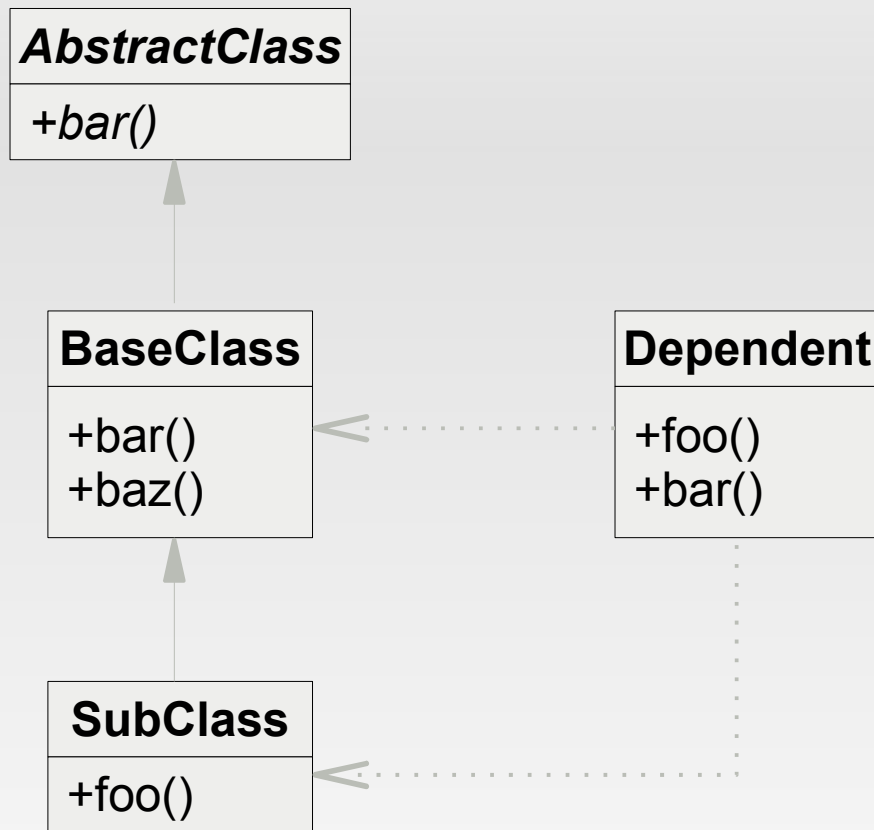 AbstractClass
+bar()
BaseClass
+bar()
+baz()
Dependent
+foo()
+bar()
SubClass
+foo()